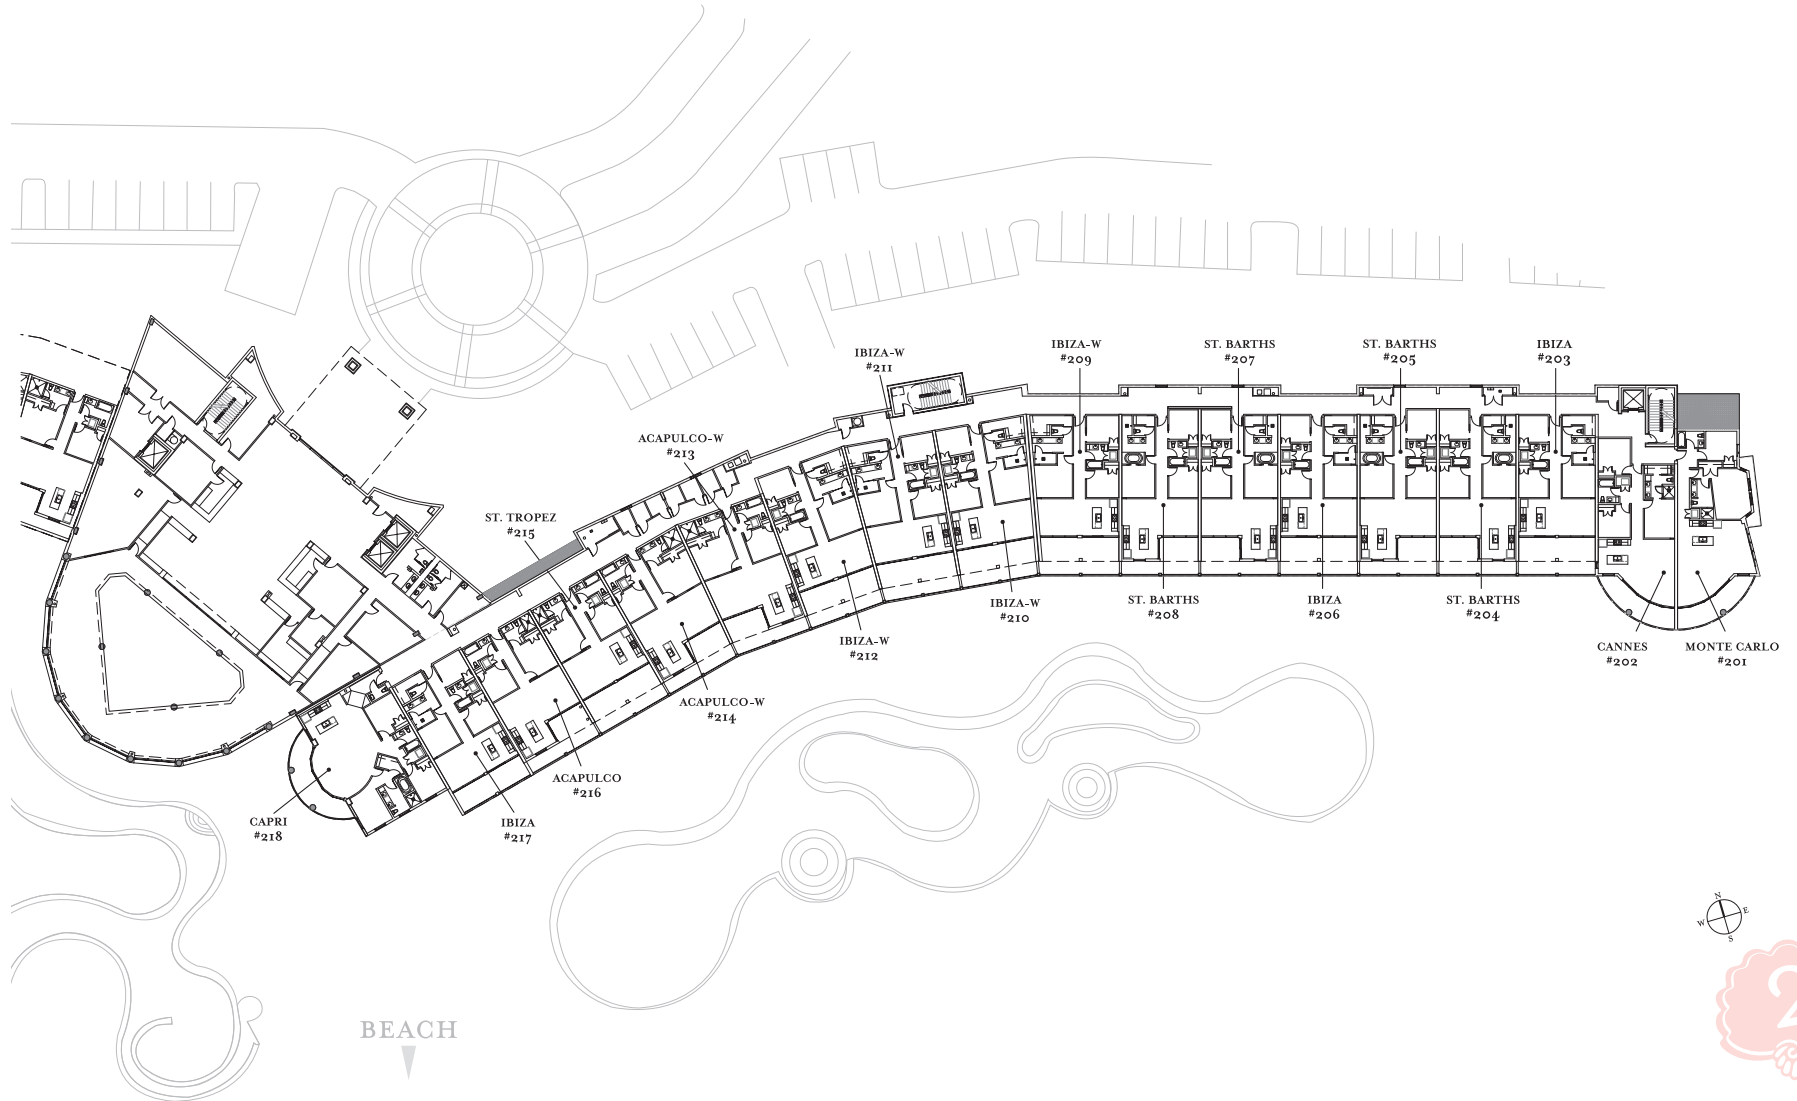 IBIZA-W
#209
ST. BARTHS
#207
ST. BARTHS
#205
IBIZA
#203
IBIZA-W
#211
ACAPULCO-W
#213
ST. TROPEZ
#215
IBIZA-W
#210
ST. BARTHS
#208
IBIZA
#206
ST. BARTHS
#204
IBIZA-W
#212
CANNES
#202
MONTE CARLO
#201
ACAPULCO-W
#214
ACAPULCO
#216
CAPRI
#218
IBIZA
#217
N
W
E
S
BEACH
2